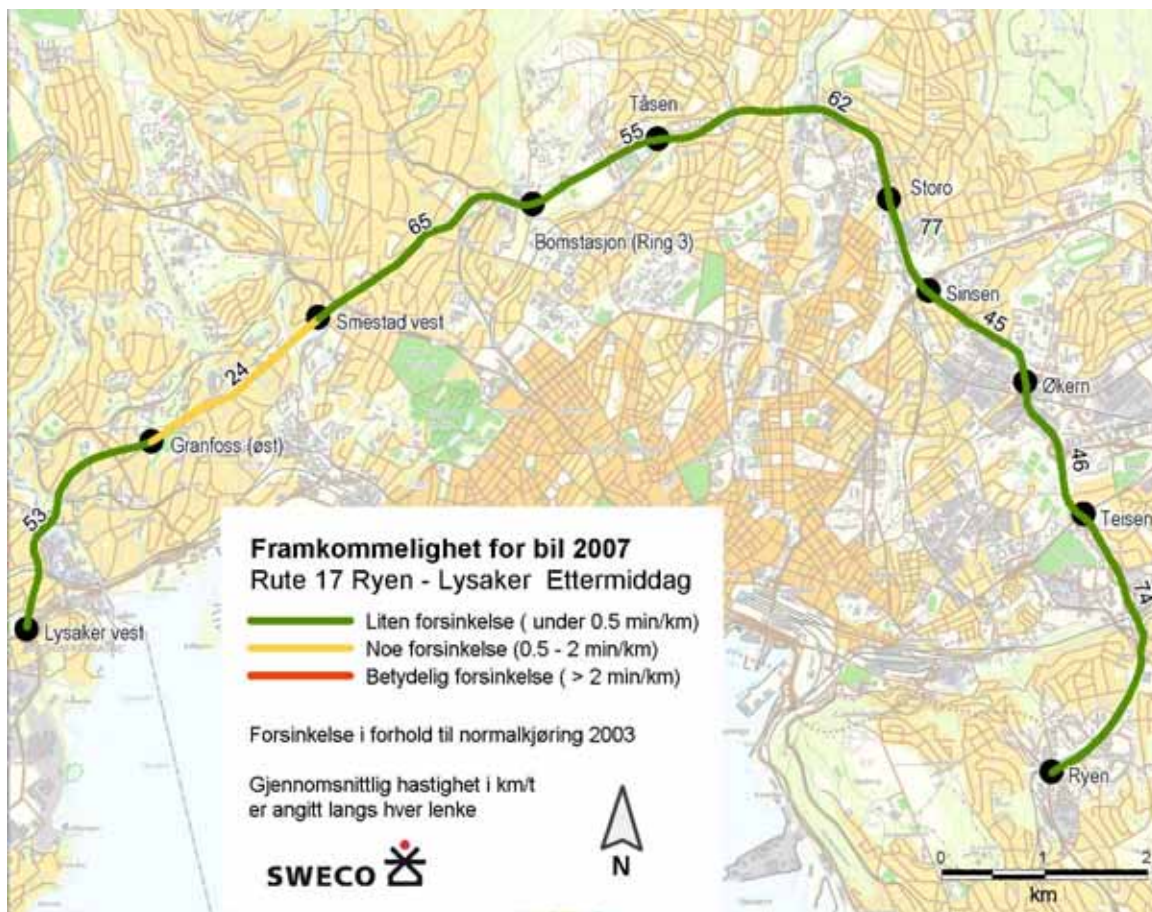 62
Tåsen
55
Storo
77
65
Bomstasjon (Ring 3)
Sinsen
45
Smestad vest
Økern
24
46
Granfoss (øst)
Teisen
53
74
Lysaker vest
Ryen
Framkommelighet for bil 2007
Rute 17 Ryen - Lysaker Ettermiddag
Liten forsinkelse ( under 0.5 min/km)
Noe forsinkelse (0.5 - 2 min/km)
Betydelig forsinkelse ( > 2 min/km)
Forsinkelse i forhold til normalkjøring 2003
Gjennomsnittlig hastighet i km/t
er angitt langs hver lenke
SWECO
N
0 1 2
km